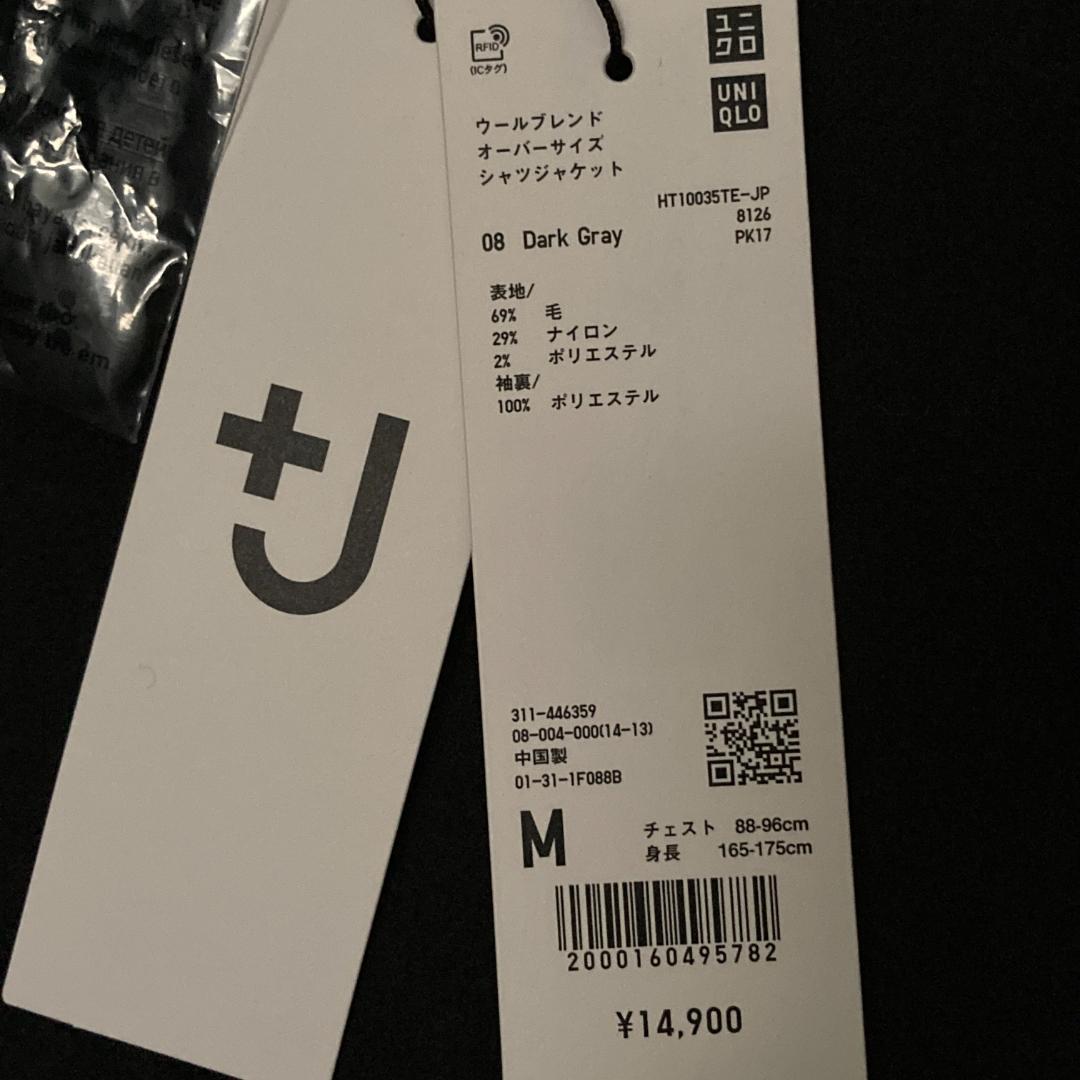 RFID
(ICタグ)
ユニ
クロ
UNI
QLO
ウールブレンド
オーバーサイズ
シャツジャケット
HT10035TE-JP
8126
PK17
08 Dark Gray
表地/
69% 毛
29% ナイロン
2% ポリエステル
袖裏/
100% ポリエステル
+J
311-446359
08-004-000(14-13)
中国製
01-31-1F088B
M
チェスト 88-96cm
身長 165-175cm
2000160495782
¥14,900